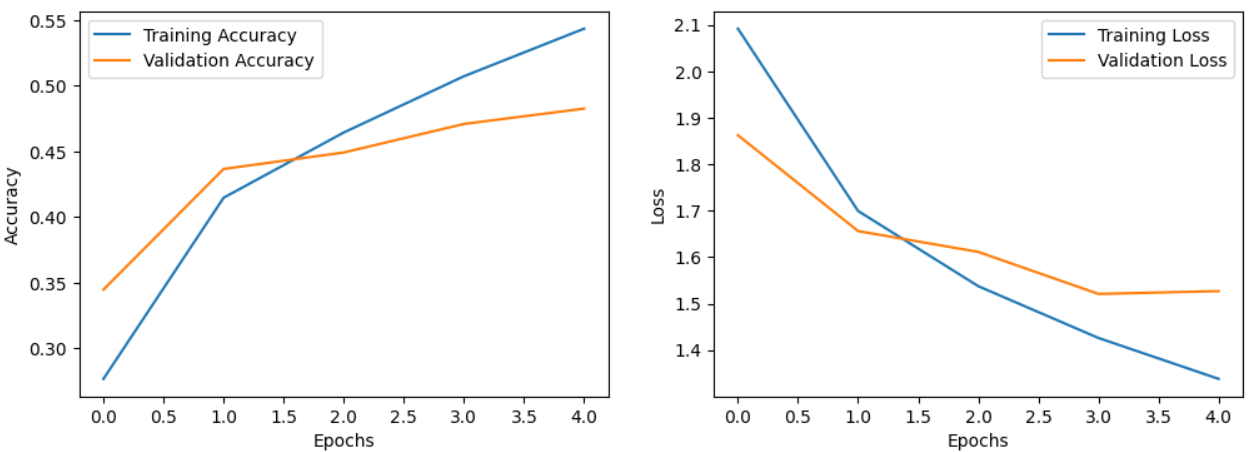 0.55
0.50
0.45
0.40
0.35
0.30
Accuracy
Training Accuracy
Validation Accuracy
0.0 0.5 1.0 1.5 2.0 2.5 3.0 3.5 4.0
Epochs
2.1
2.0
1.9
1.8
1.7
1.6
1.5
1.4
Loss
Training Loss
Validation Loss
0.0 0.5 1.0 1.5 2.0 2.5 3.0 3.5 4.0
Epochs